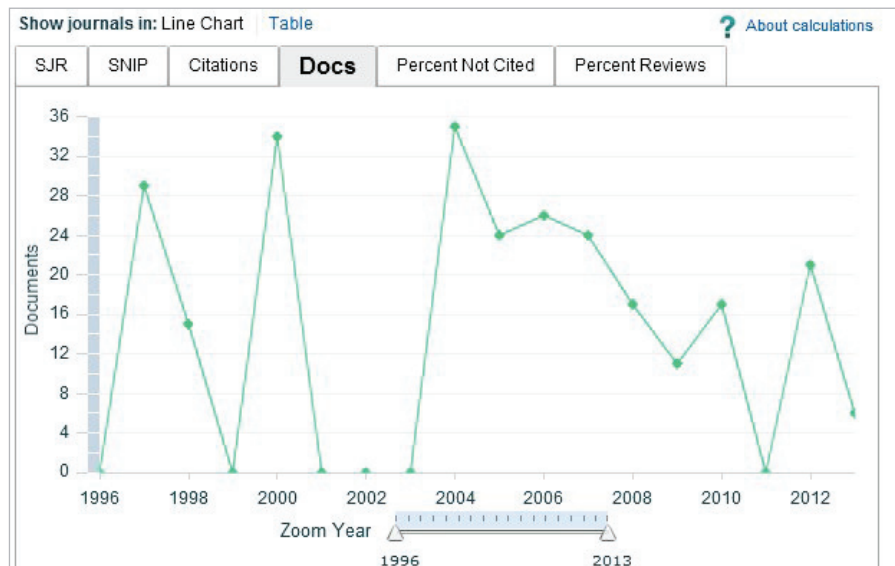 Show journals in: Line Chart Table
? About calculations
SJR SNIP Citations Docs Percent Not Cited Percent Reviews
36
32
28
24
20
16
12
8
4
0
Documents
1996 1998 2000 2002 2004 2006 2008 2010 2012
Zoom Year
1996 2013